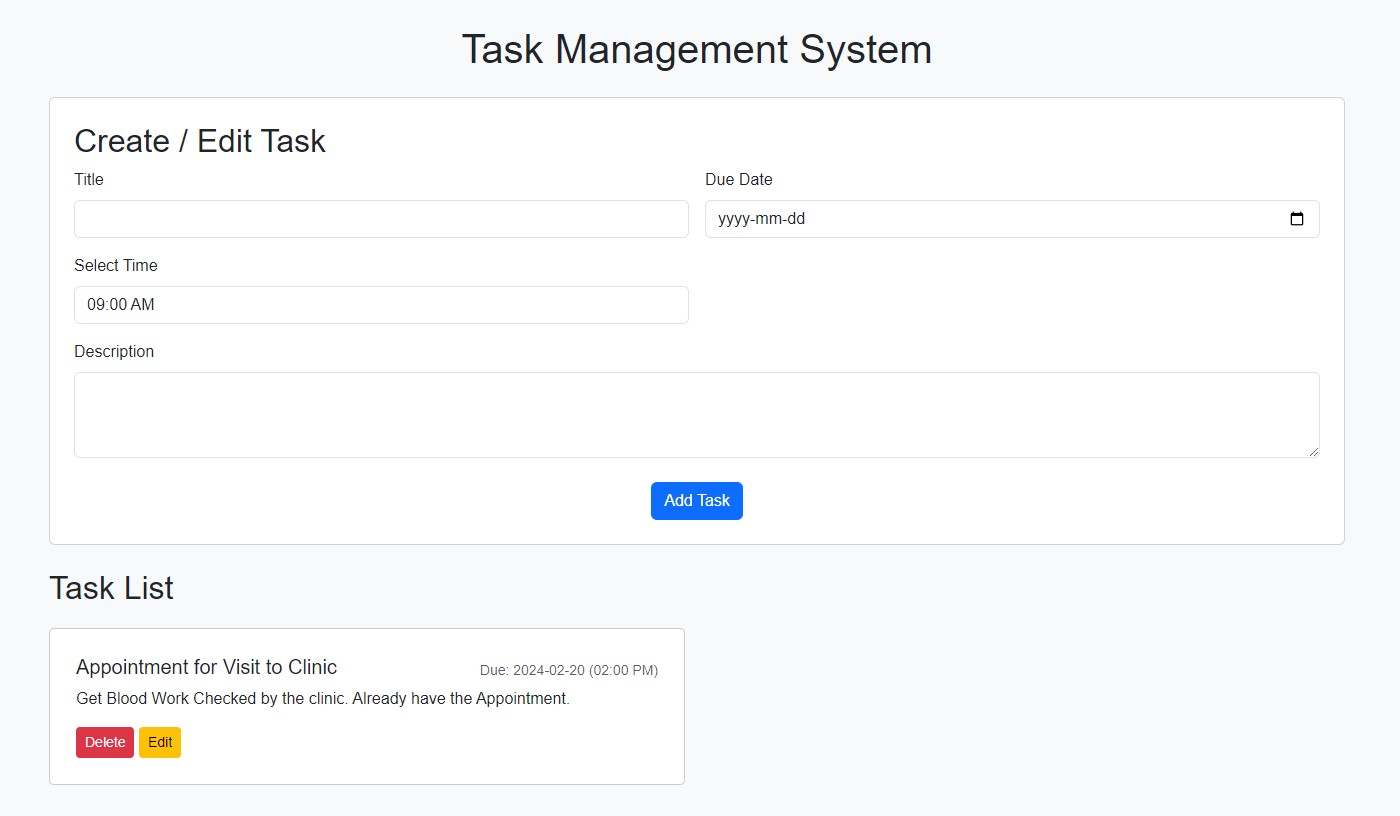 Task Management System
Create / Edit Task
Title
Due Date
yyyy-mm-dd
Select Time
09:00 AM
Description
Add Task
Task List
Appointment for Visit to Clinic
Due: 2024-02-20 (02:00 PM)
Get Blood Work Checked by the clinic. Already have the Appointment.
Delete
Edit